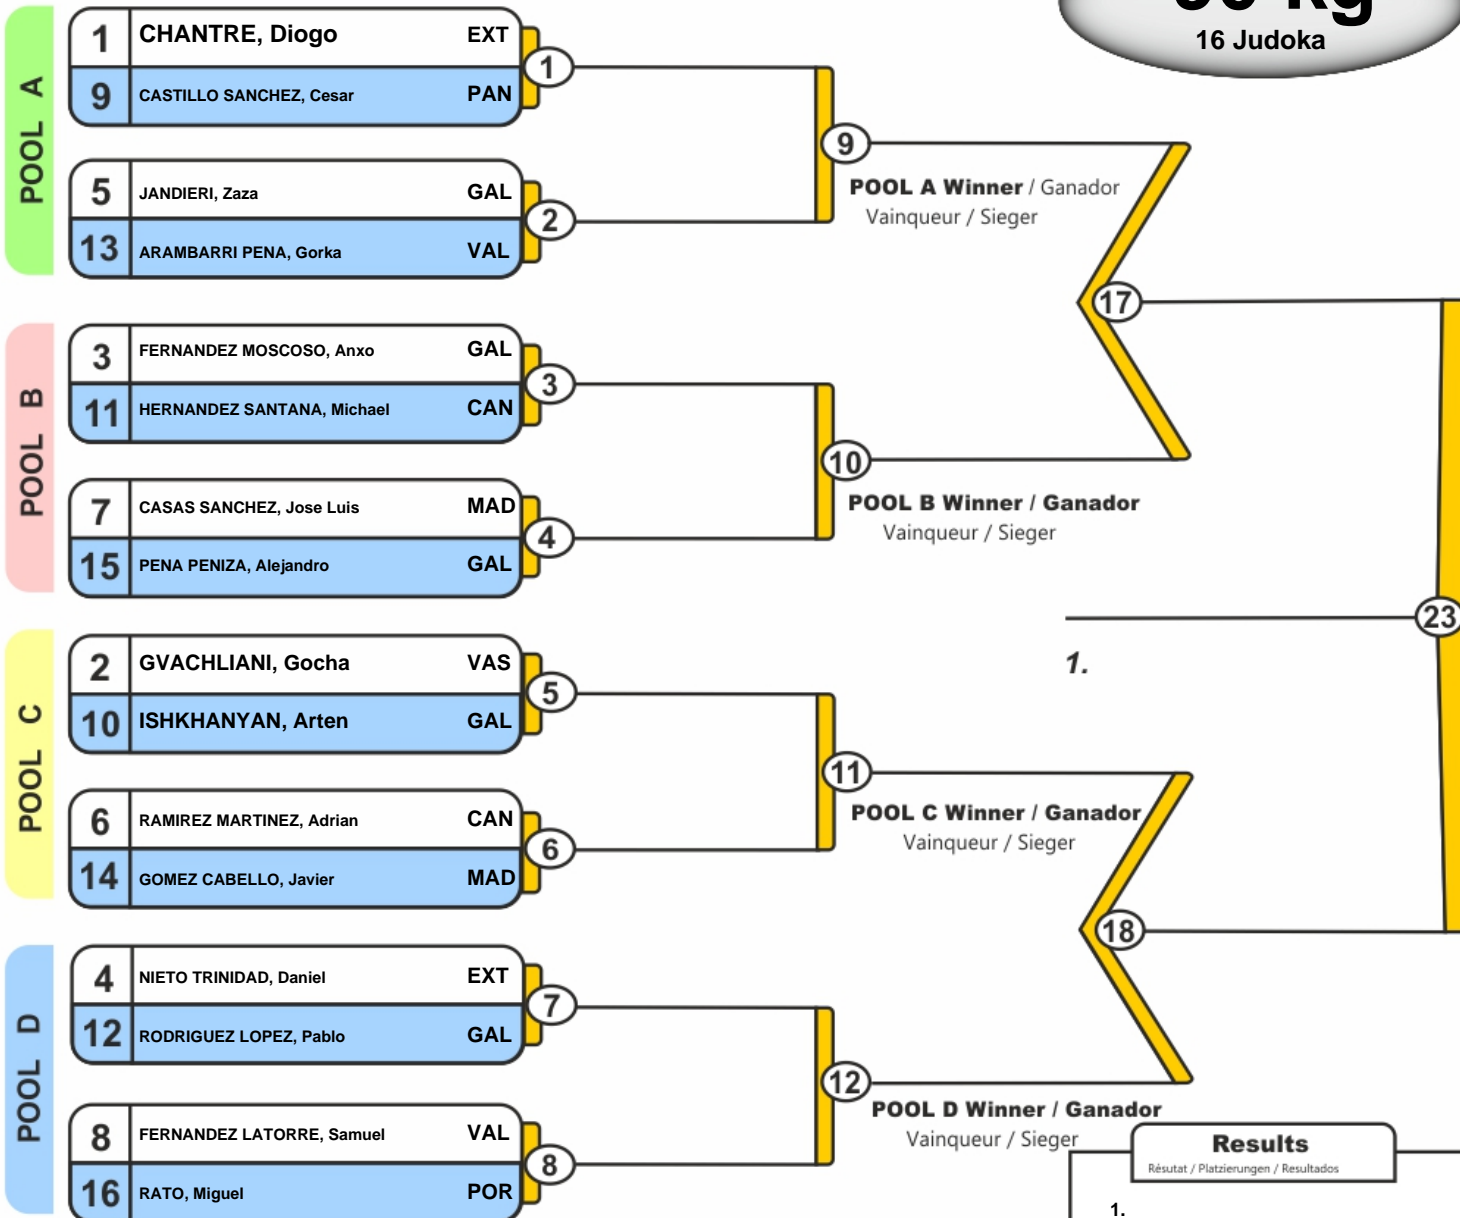 kg
16 Judoka
POOL A
1 CHANTRE, Diogo EXT
9 CASTILLO SANCHEZ, Cesar PAN
1
5 JANDIERI, Zaza GAL
13 ARAMBARRI PENA, Gorka VAL
2
9
POOL A Winner / Ganador
Vainqueur / Sieger
POOL B
3 FERNANDEZ MOSCOSO, Anxo GAL
11 HERNANDEZ SANTANA, Michael CAN
3
7 CASAS SANCHEZ, Jose Luis MAD
15 PENA PENIZA, Alejandro GAL
4
10
POOL B Winner / Ganador
Vainqueur / Sieger
17
POOL C
2 GVACHLIANI, Gocha VAS
10 ISHKHANYAN, Arten GAL
5
6 RAMIREZ MARTINEZ, Adrian CAN
14 GOMEZ CABELLO, Javier MAD
6
11
POOL C Winner / Ganador
Vainqueur / Sieger
POOL D
4 NIETO TRINIDAD, Daniel EXT
12 RODRIGUEZ LOPEZ, Pablo GAL
7
8 FERNANDEZ LATORRE, Samuel VAL
16 RATO, Miguel POR
8
12
POOL D Winner / Ganador
Vainqueur / Sieger
18
23
1.
Results
Résutat / Platzierungen / Resultados
1.